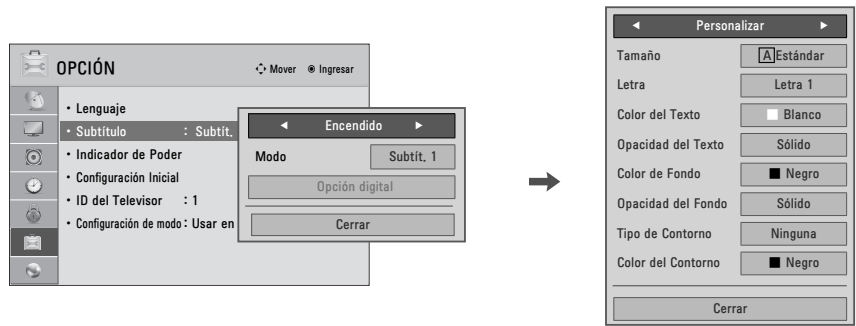 OPCIÓN
Mover Ingresar
• Lenguaje
• Subtítulo : Subtít.
• Indicador de Poder
• Configuración Inicial
• ID del Televisor : 1
• Configuración de modo : Usar en
◄ Encendido ►
Modo Subtít. 1
Opción digital
Cerrar
◄ Personalizar ►
Tamaño A Estándar
Letra Letra 1
Color del Texto Blanco
Opacidad del Texto Sólido
Color de Fondo Negro
Opacidad del Fondo Sólido
Tipo de Contorno Ninguna
Color del Contorno Negro
Cerrar